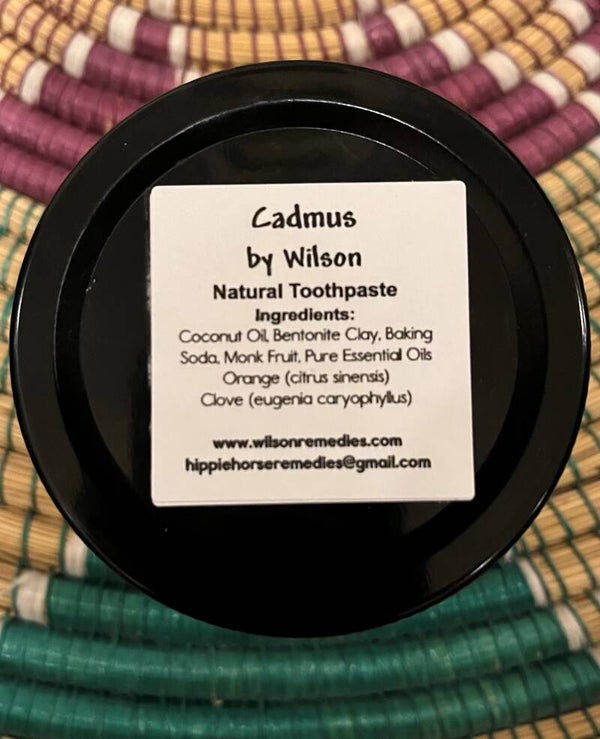 Cadmus
by Wilson
Natural Toothpaste
Ingredients:
Coconut Oil, Bentonite Clay, Baking
Soda, Monk Fruit, Pure Essential Oils
Orange (citrus sinensis)
Clove (eugenia caryophyllus)
www.wilsonremedies.com
hippiehorseremedies@gmail.com